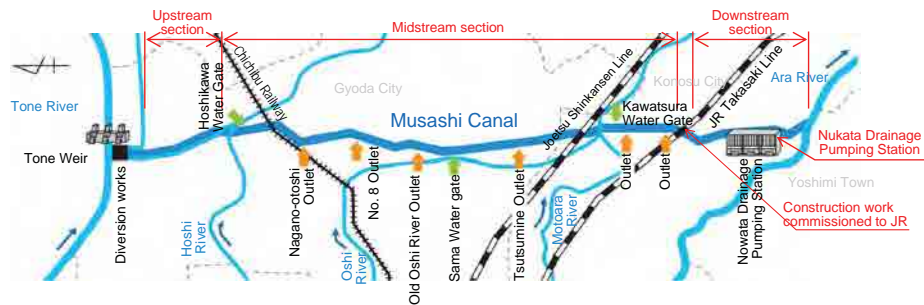 Upstream
section
Midstream section
Downstream
section
Tone River
Tone Weir
Diversion works
Hoshikawa
Water Gate
Chichibu Railway
Gyoda City
Musashi Canal
Joetsu Shinkansen Line
Konosu City
Kawatsura
Water Gate
JR Takasaki Line
Ara River
Nukata Drainage
Pumping Station
Yoshimi Town
Construction work
commissioned to JR
Hoshi
River
Nagano-otoshi
Outlet
Oshi
River
No. 8 Outlet
Old Oshi River Outlet
Sama Water gate
Tsutsumine Outlet
Motoara
River
Outlet
Outlet
Nowata Drainage
Pumping Station